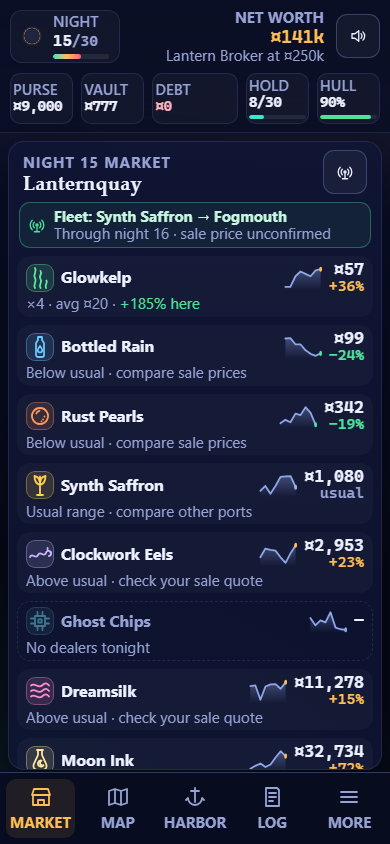 NIGHT
15/30
NET WORTH
¤141k
Lantern Broker at ¤250k
PURSE
¤9,000
VAULT
¤777
DEBT
¤0
HOLD
8/30
HULL
90%
NIGHT 15 MARKET
Lanternquay
Fleet: Synth Saffron → Fogmouth
Through night 16 · sale price unconfirmed
Glowkelp
¤57
+36%
×4 · avg ¤20 · +185% here
Bottled Rain
¤99
−24%
Below usual · compare sale prices
Rust Pearls
¤342
−19%
Below usual · compare sale prices
Synth Saffron
¤1,080
usual
Usual range · compare other ports
Clockwork Eels
¤2,953
+23%
Above usual · check your sale quote
Ghost Chips
—
No dealers tonight
Dreamsilk
¤11,278
+15%
Above usual · check your sale quote
Moon Ink
¤32,734
+72%
MARKET
MAP
HARBOR
LOG
MORE